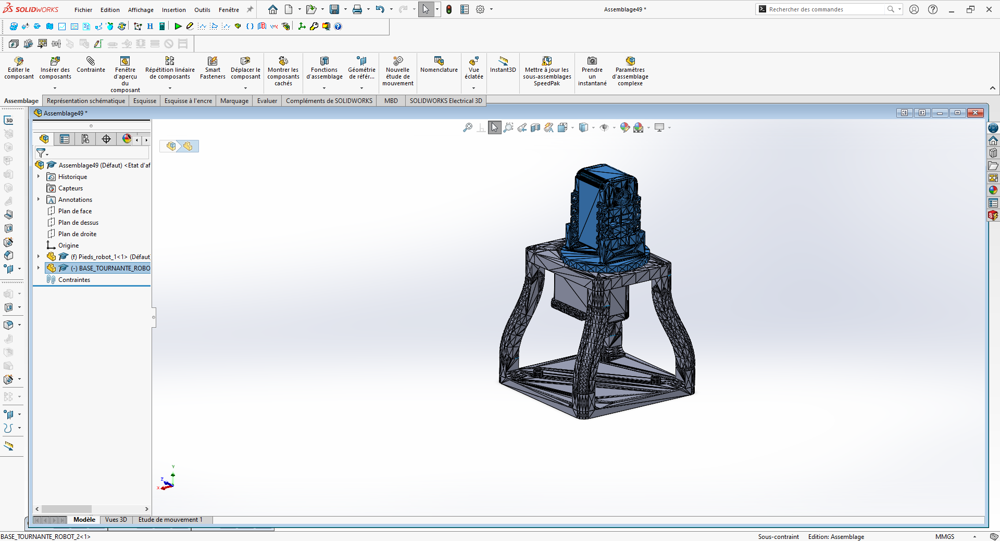 SOLIDWORKS
Fichier Edition Affichage Insertion Outils Fenêtre
Assemblage49 *
Rechercher des commandes
Editer le composant
Insérer des composants
Contrainte
Fenêtre d'aperçu du composant
Répétition linéaire de composants
Smart Fasteners
Déplacer le composant
Montrer les composants cachés
Fonctions d'assemblage
Géométrie de référ...
Nouvelle étude de mouvement
Nomenclature
Vue éclatée
Instant3D
Mettre à jour les sous-assemblages SpeedPak
Prendre un instantané
Paramètres d'assemblage complexe
Assemblage Représentation schématique Esquisse Esquisse à l'encre Marquage Evaluer Compléments de SOLIDWORKS MBD SOLIDWORKS Electrical 3D
Assemblage49 *
3D
Assemblage49 (Défaut) <Etat d'af
Historique
Capteurs
Annotations
Plan de face
Plan de dessus
Plan de droite
Origine
(f) Pieds_robot_1<1> (Défaut
(-) BASE_TOURNANTE_ROBO
Contraintes
Y
Z
X
Modèle Vues 3D Etude de mouvement 1
BASE_TOURNANTE_ROBOT_2<1>
Sous-contraint Edition: Assemblage MMGS